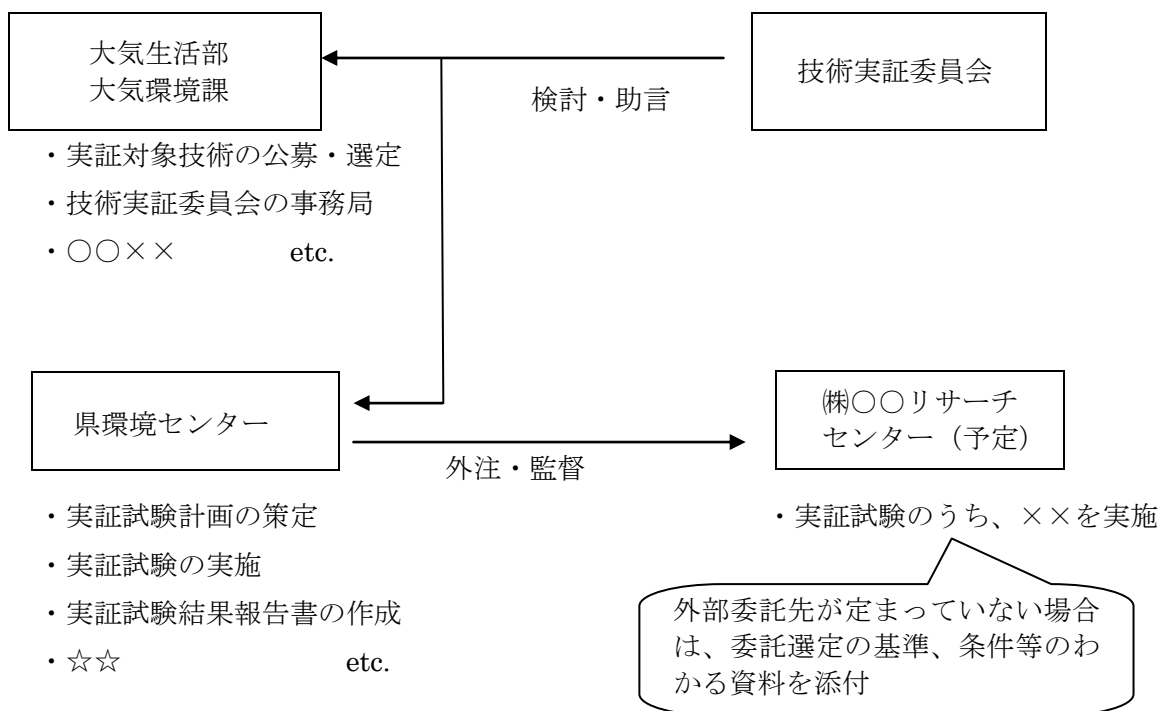 大気生活部
大気環境課
技術実証委員会
検討・助言
・実証対象技術の公募・選定
・技術実証委員会の事務局
・○○×× etc.
県環境センター
㈱○○リサーチ
センター（予定）
外注・監督
・実証試験計画の策定
・実証試験の実施
・実証試験結果報告書の作成
・☆☆ etc.
・実証試験のうち、××を実施
外部委託先が定まっていない場合
は、委託選定の基準、条件等のわ
かる資料を添付